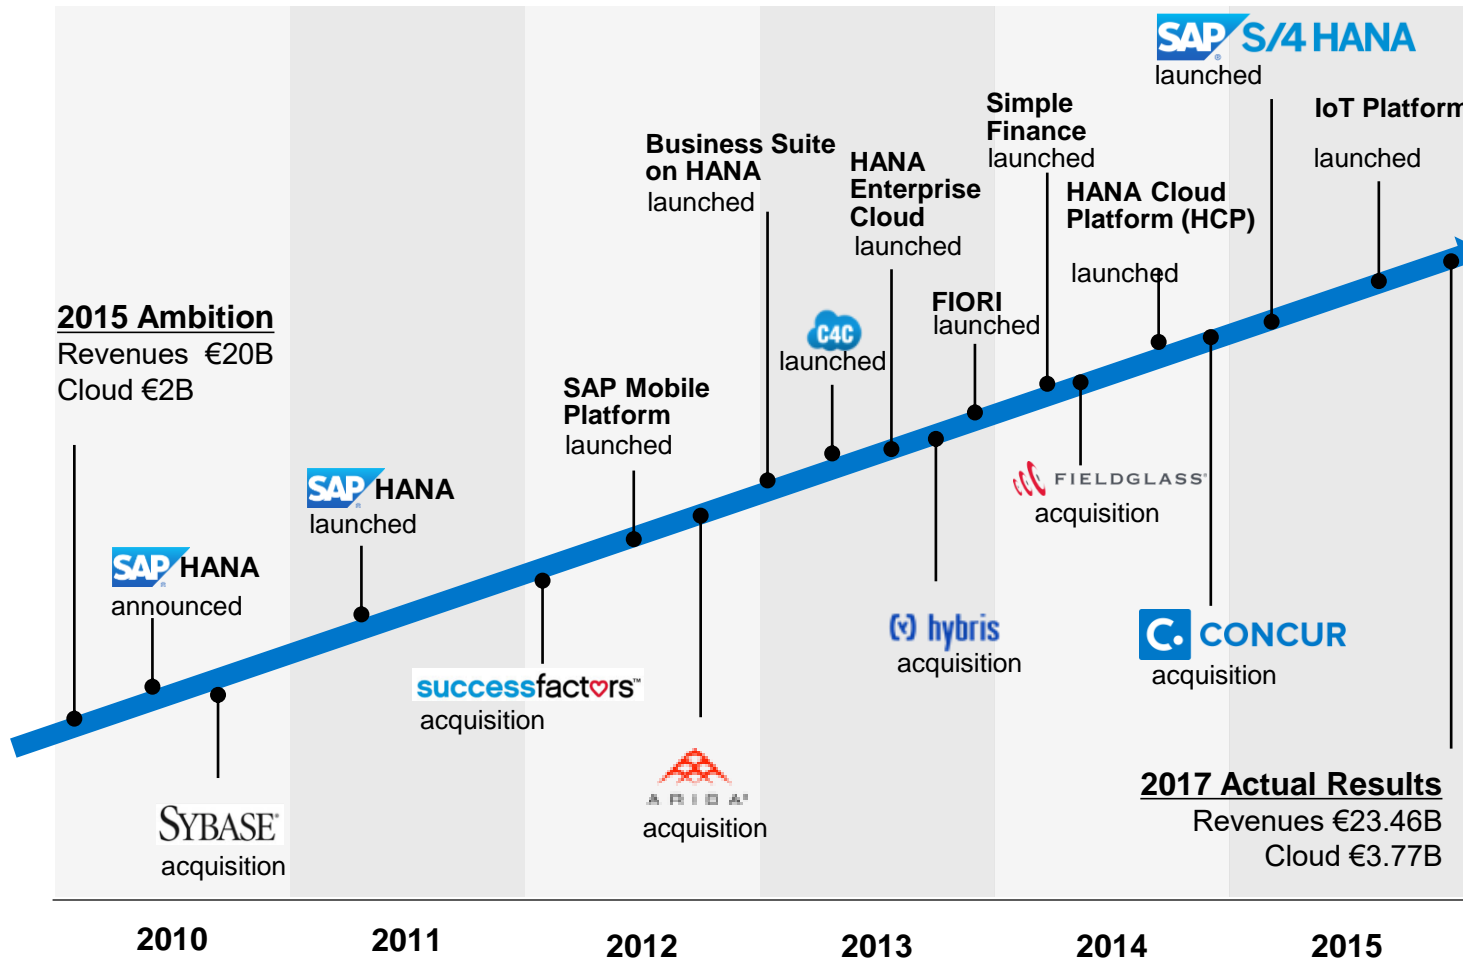 SAP S/4 HANA
launched
IoT Platform
launched
Simple
Finance
launched
Business Suite
on HANA
launched
HANA
Enterprise
Cloud
launched
HANA Cloud
Platform (HCP)
launched
2015 Ambition
Revenues €20B
Cloud €2B
FIORI
launched
C4C
launched
SAP Mobile
Platform
launched
SAP HANA
launched
FIELDGLASS
acquisition
SAP HANA
announced
hybris
acquisition
CONCUR
acquisition
successfactors™
acquisition
ARIBA
acquisition
2017 Actual Results
Revenues €23.46B
Cloud €3.77B
SYBASE
acquisition
2010 2011 2012 2013 2014 2015